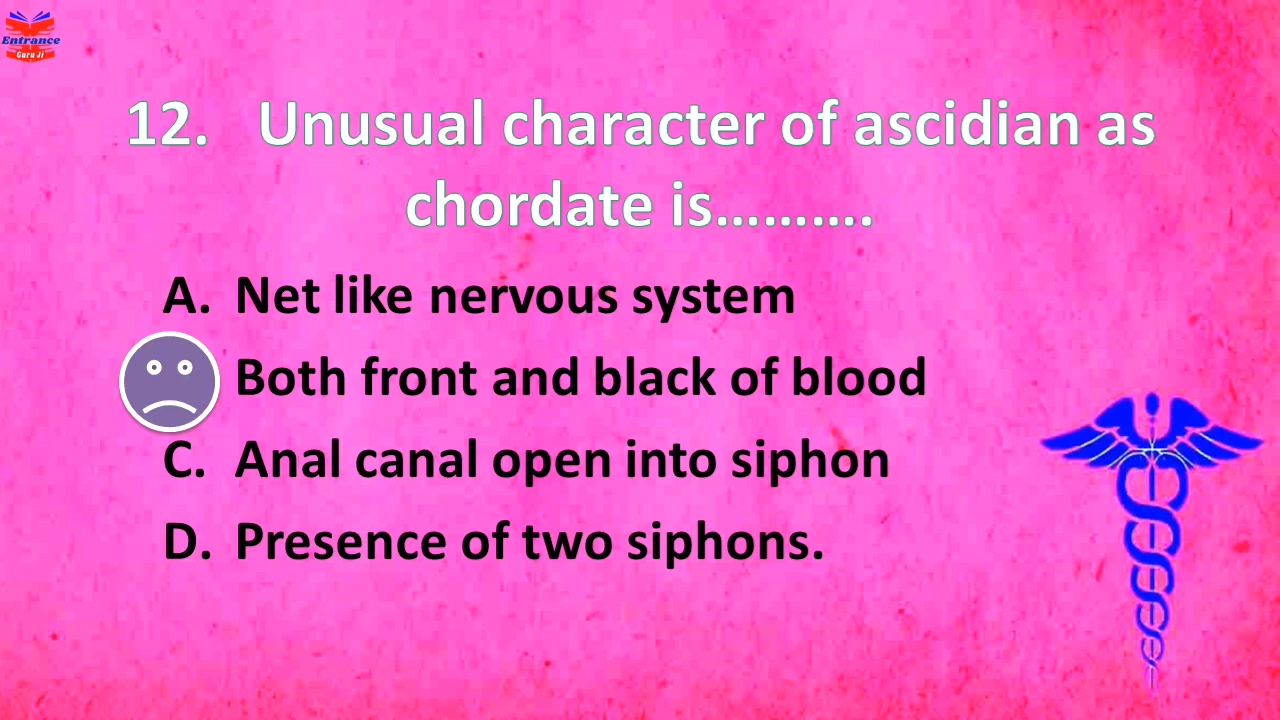 Entrance
Guru Ji
12. Unusual character of ascidian as
chordate is..........
A. Net like nervous system
Both front and black of blood
C. Anal canal open into siphon
D. Presence of two siphons.